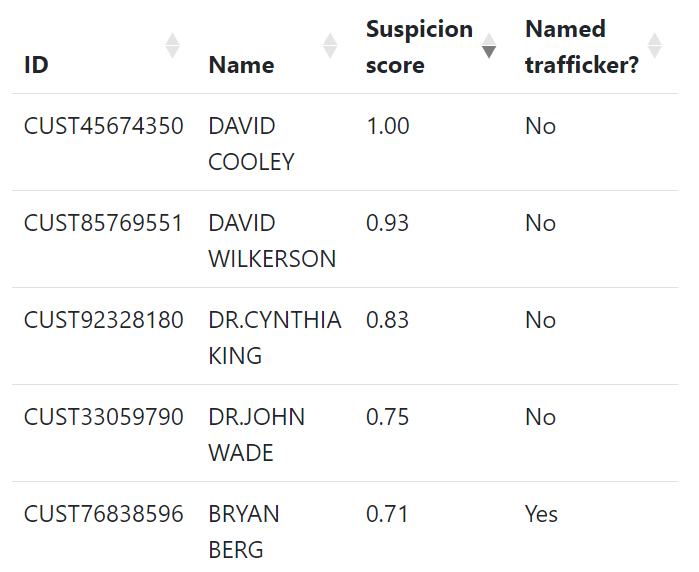 ID Name Suspicion score Named trafficker?
CUST45674350 DAVID COOLEY 1.00 No
CUST85769551 DAVID WILKERSON 0.93 No
CUST92328180 DR.CYNTHIA KING 0.83 No
CUST33059790 DR.JOHN WADE 0.75 No
CUST76838596 BRYAN BERG 0.71 Yes